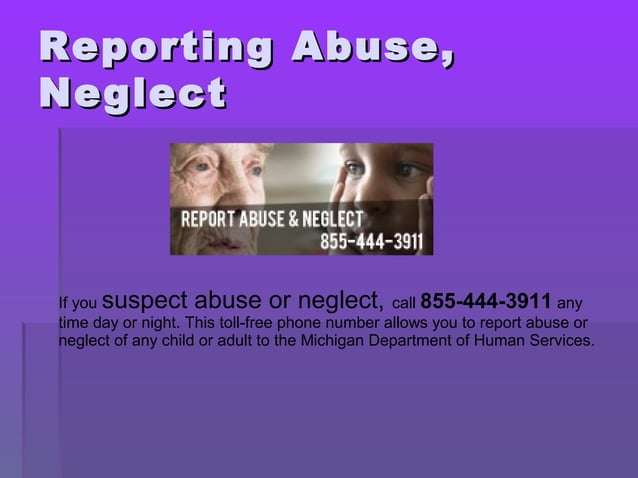 Reporting Abuse,
Neglect
REPORT ABUSE & NEGLECT
855-444-3911
If you suspect abuse or neglect, call 855-444-3911 any
time day or night. This toll-free phone number allows you to report abuse or
neglect of any child or adult to the Michigan Department of Human Services.